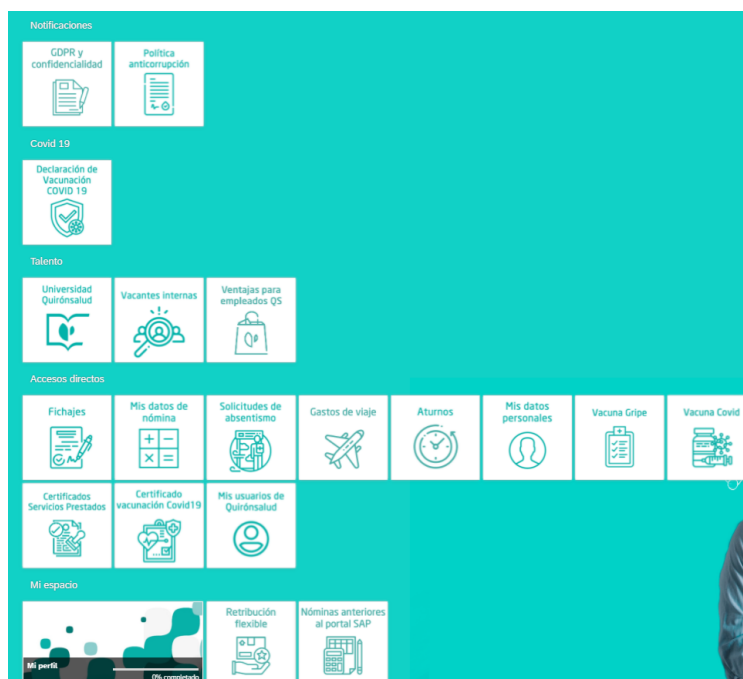 Notificaciones
GDPR y
confidencialidad
Política
anticorrupción
Covid 19
Declaración de
Vacunación
COVID 19
Talento
Universidad
Quirónsalud
Vacantes internas
Ventajas para
empleados QS
Accesos directos
Fichajes
Mis datos de
nómina
Solicitudes de
absentismo
Gastos de viaje
Aturnos
Mis datos
personales
Vacuna Gripe
Vacuna Covid
Certificados
Servicios Prestados
Certificado
vacunación Covid19
Mis usuarios de
Quirónsalud
Mi espacio
Mi perfil
0% completado
Retribución
flexible
Nóminas anteriores
al portal SAP